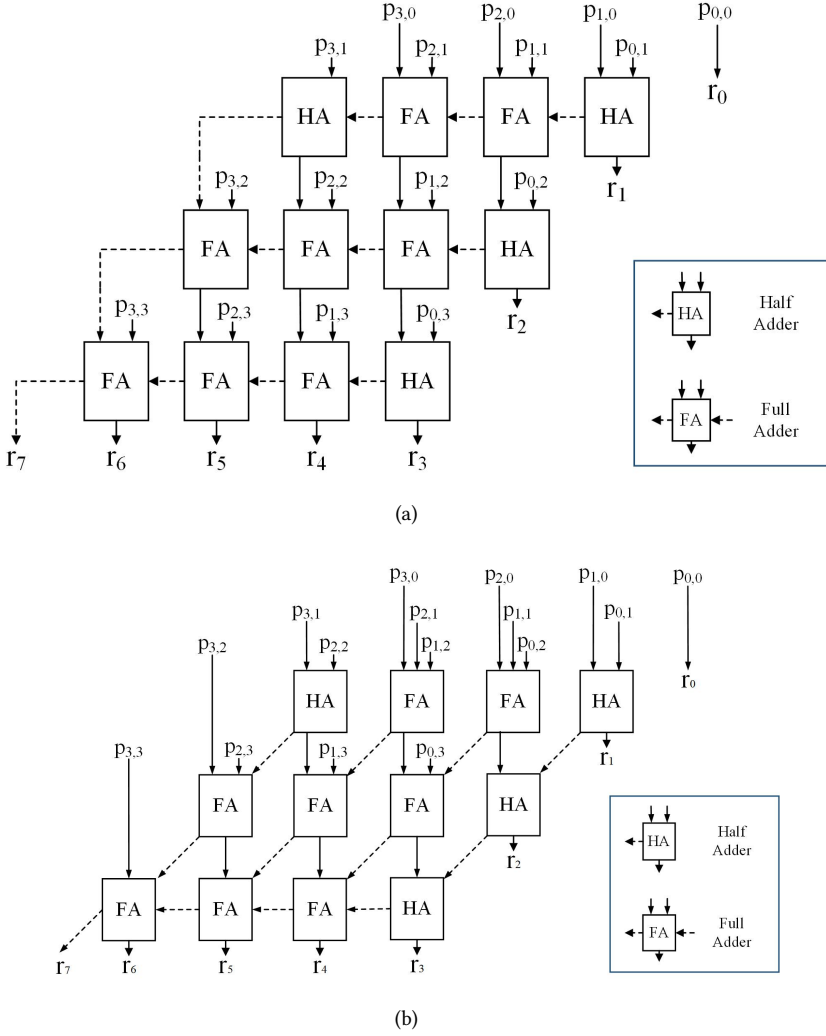 p3,0 p2,0 p1,0 p0,0
p3,1 p2,1 p1,1 p0,1
HA FA FA HA r0
p3,2 p2,2 p1,2 p0,2 r1
FA FA FA HA
p3,3 p2,3 p1,3 p0,3 r2
FA FA FA HA
r7 r6 r5 r4 r3
HA Half
Adder
FA Full
Adder
(a)
p3,0 p2,0 p1,0 p0,0
p3,1 p2,1 p1,1 p0,1
p3,2 p2,2 p1,2 p0,2
HA FA FA HA r0
p3,3 p2,3 p1,3 p0,3 r1
FA FA FA HA
r2
FA FA FA HA
r7 r6 r5 r4 r3
HA Half
Adder
FA Full
Adder
(b)